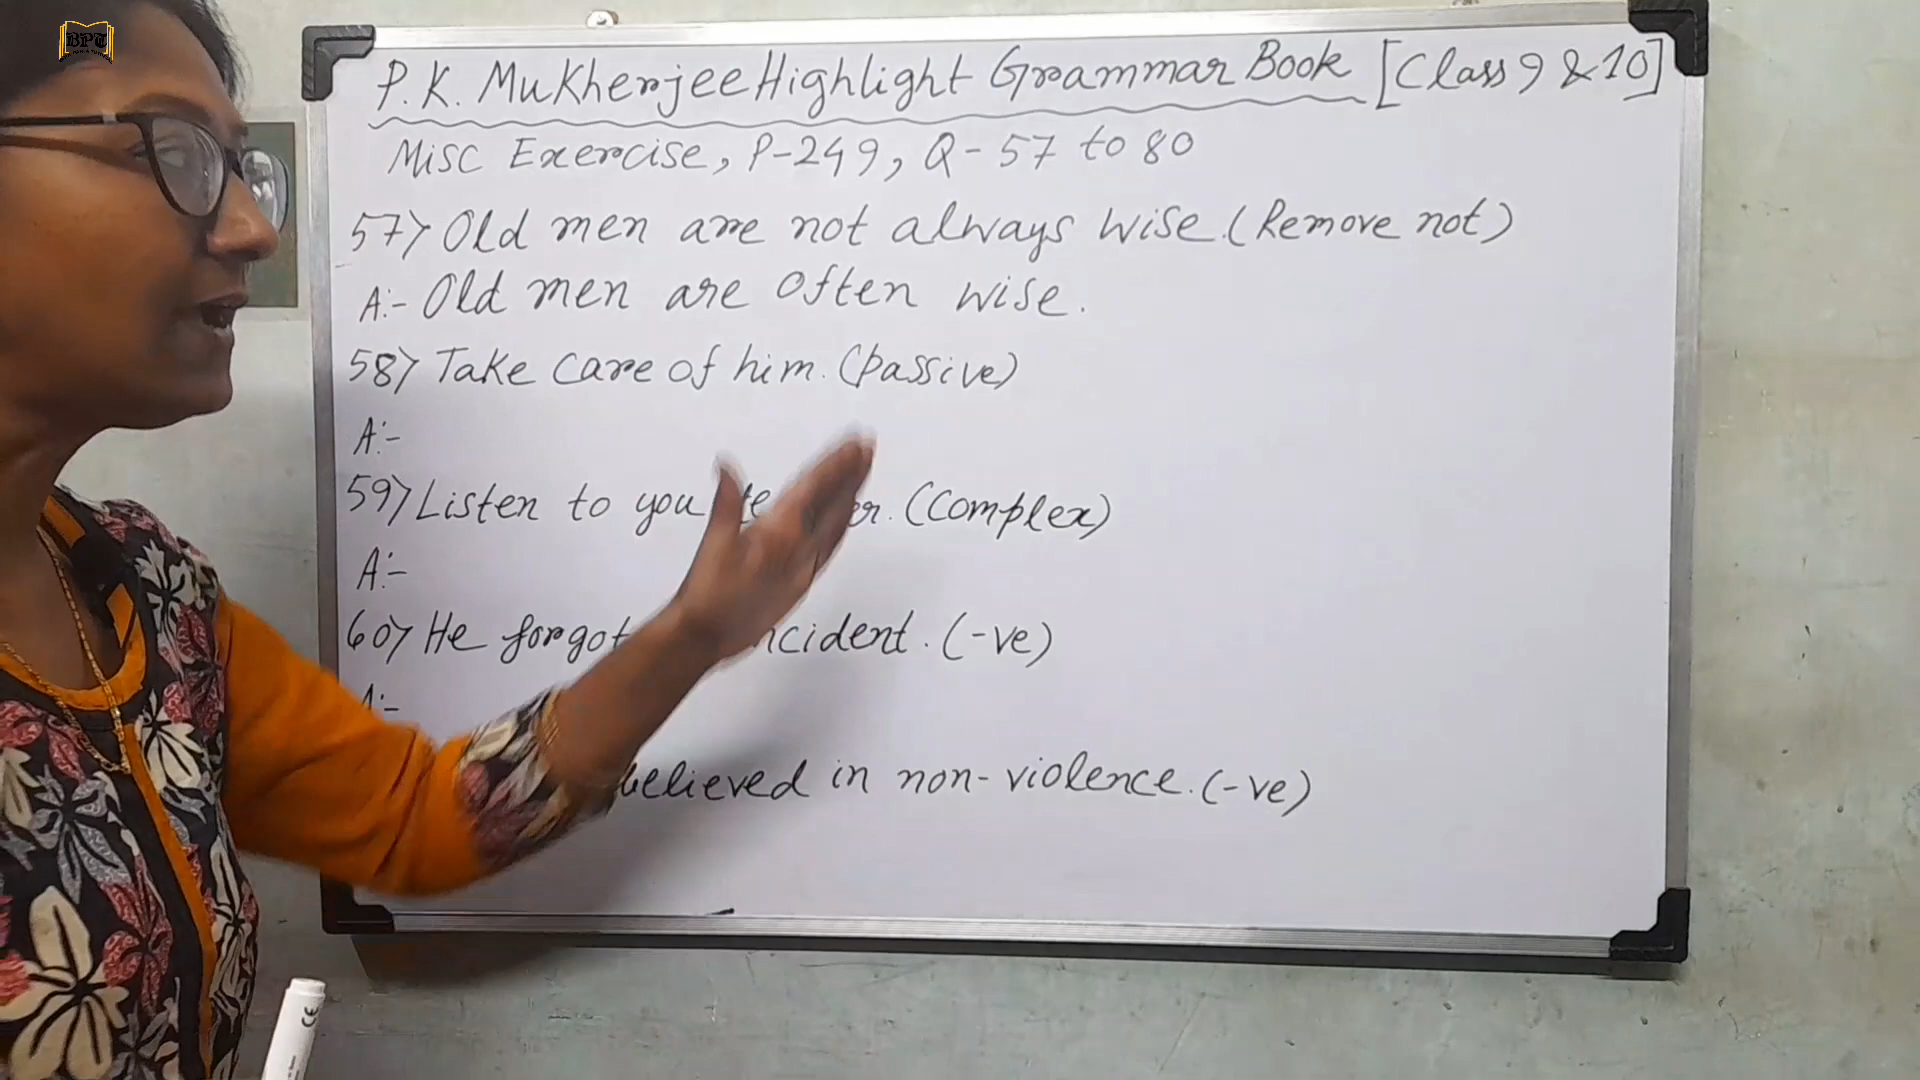 BPT
P.K. Mukherjee Highlight Grammar Book [Class 9 & 10]
Misc Exercise, P-249, Q-57 to 80
57> Old men are not always wise. (Remove not)
A:- Old men are often wise.
58> Take care of him. (passive)
A:-
59> Listen to you (Complex)
A:-
60> He forgot incident. (-ve)
A:-
believed in non-violence. (-ve)